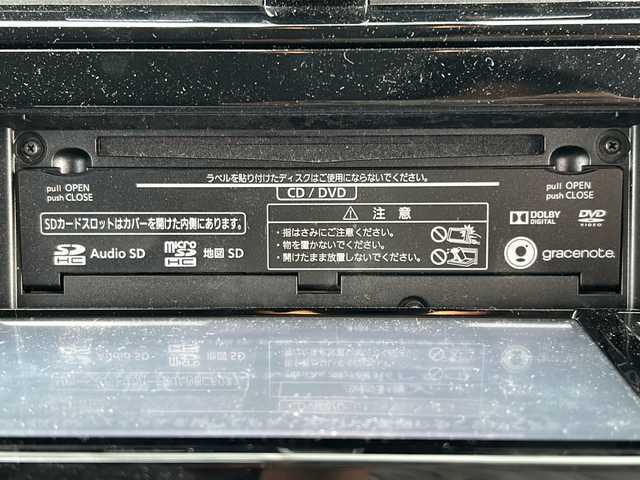 ラベルを貼り付けたディスクはご使用にならないでください。
pull OPEN
push CLOSE
CD / DVD
pull OPEN
push CLOSE
SDカードスロットはカバーを開けた内側にあります。
注 意
・指はさみにご注意ください。
・物を置かないでください。
・開けたまま放置しないでください。
DOLBY
DIGITAL
DVD
VIDEO
SD
HC
Audio SD
micro
SD
HC
地図 SD
gracenote.